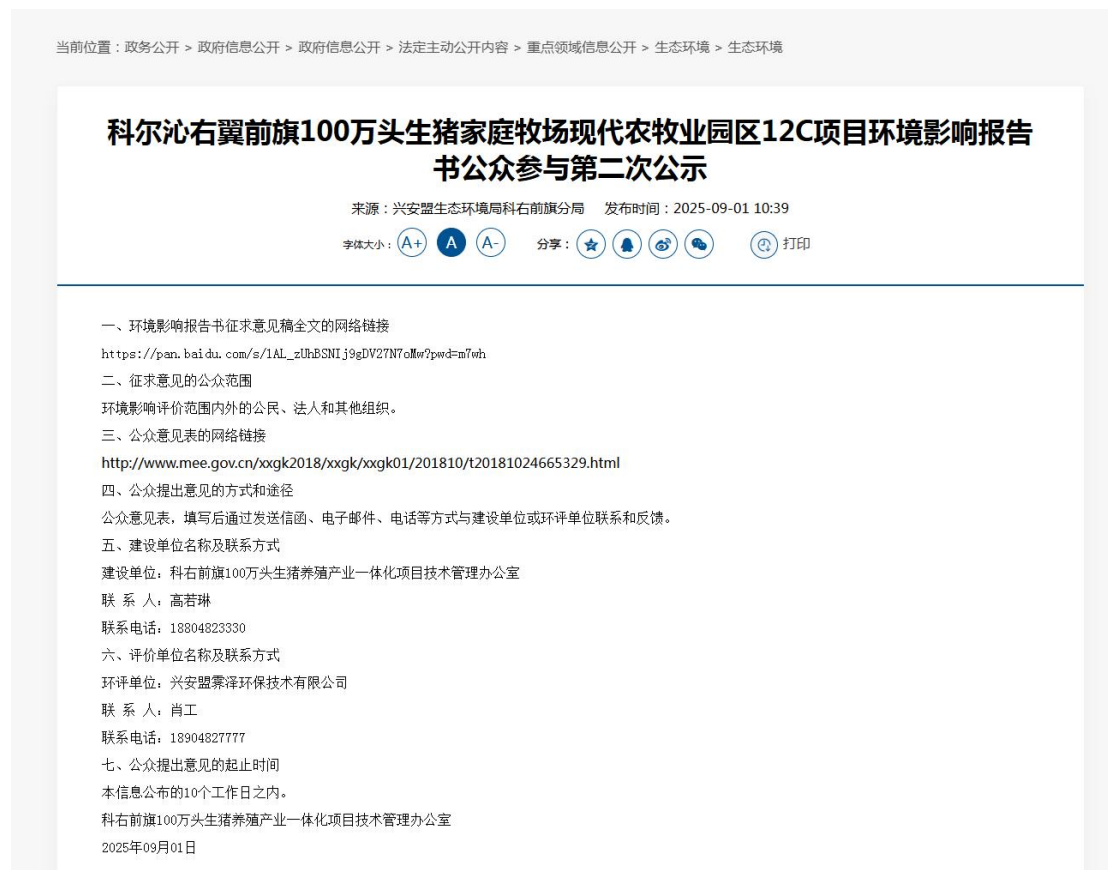 当前位置：政务公开 > 政府信息公开 > 政府信息公开 > 法定主动公开内容 > 重点领域信息公开 > 生态环境 > 生态环境
科尔沁右翼前旗100万头生猪家庭牧场现代农牧业园区12C项目环境影响报告
书公众参与第二次公示
来源：兴安盟生态环境局科右前旗分局 发布时间：2025-09-01 10:39
字体大小： A+ A A- 分享： 打印
一、环境影响报告书征求意见稿全文的网络链接
https://pan.baidu.com/s/1AL_zUhBSNIj9gDV27N7oMw?pwd=m7wh
二、征求意见的公众范围
环境影响评价范围内外的公民、法人和其他组织。
三、公众意见表的网络链接
http://www.mee.gov.cn/xxgk2018/xxgk/xxgk01/201810/t20181024665329.html
四、公众提出意见的方式和途径
公众意见表，填写后通过发送信函、电子邮件、电话等方式与建设单位或环评单位联系和反馈。
五、建设单位名称及联系方式
建设单位：科右前旗100万头生猪养殖产业一体化项目技术管理办公室
联 系 人：高若琳
联系电话：18804823330
六、评价单位名称及联系方式
环评单位：兴安盟霁泽环保技术有限公司
联 系 人：肖工
联系电话：18904827777
七、公众提出意见的起止时间
本信息公布的10个工作日之内。
科右前旗100万头生猪养殖产业一体化项目技术管理办公室
2025年09月01日